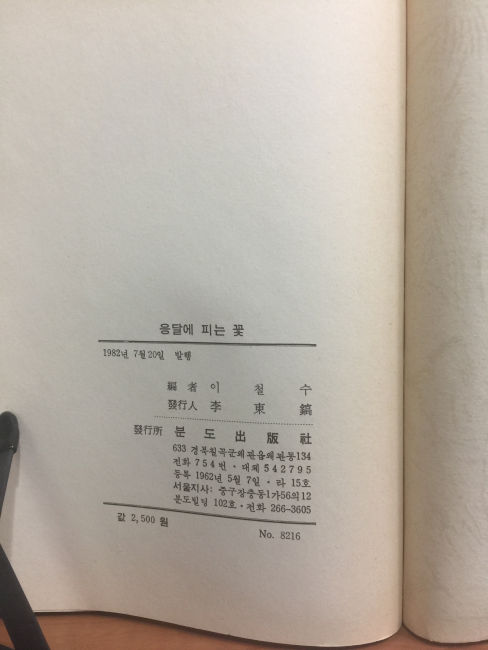 응달에 피는 꽃
1982년 7월 20일 발행
編者 이철수
發行人 李東鎬
發行所 분도出版社
633 경북칠곡군왜관읍왜관동134
전화 754번·대체 542795
등록 1962년 5월 7일·라 15호
서울지사: 중구장충동1가56의12
분도빌딩 102호·전화 266-3605
값 2,500원
No. 8216